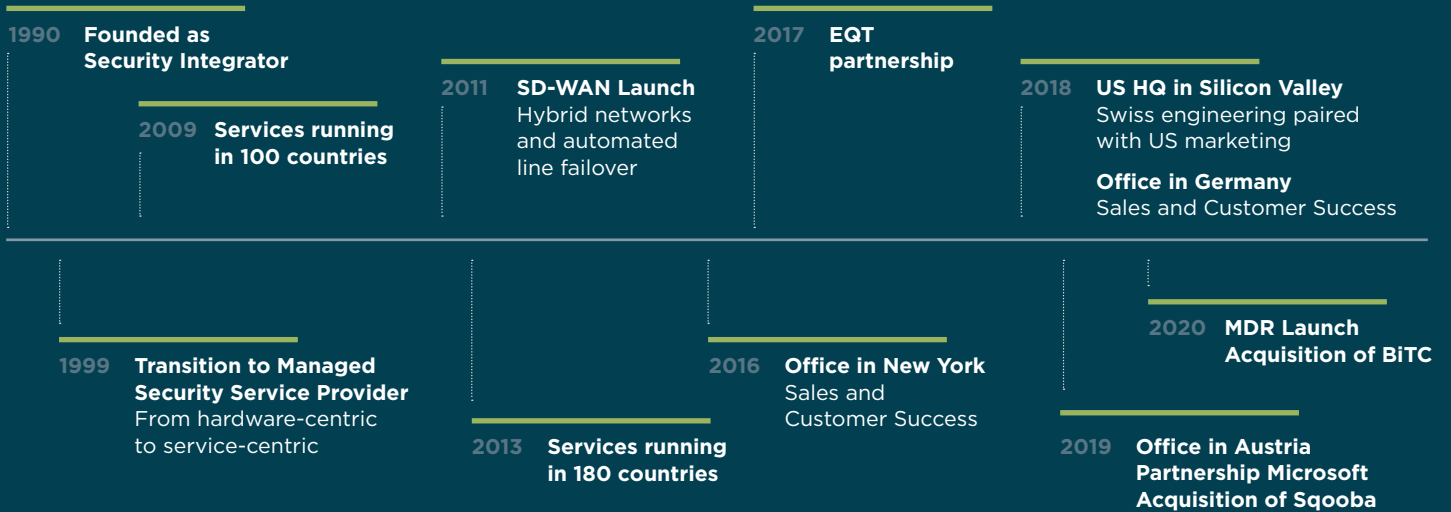 1990 Founded as
Security Integrator
2009 Services running
in 100 countries
2011 SD-WAN Launch
Hybrid networks
and automated
line failover
2017 EQT
partnership
2018 US HQ in Silicon Valley
Swiss engineering paired
with US marketing
Office in Germany
Sales and Customer Success
1999 Transition to Managed
Security Service Provider
From hardware-centric
to service-centric
2013 Services running
in 180 countries
2016 Office in New York
Sales and
Customer Success
2019 Office in Austria
Partnership Microsoft
Acquisition of Sqooba
2020 MDR Launch
Acquisition of BiTC